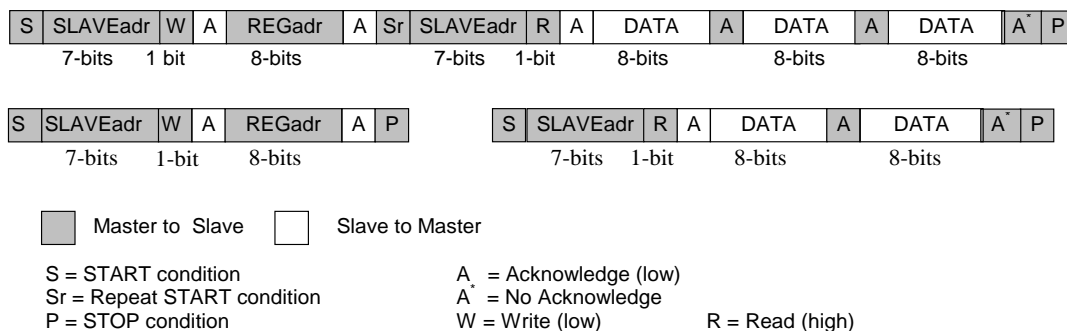 S SLAVEadr W A REGadr A Sr SLAVEadr R A DATA A DATA A DATA A* P
7-bits 1 bit 8-bits 7-bits 1-bit 8-bits 8-bits 8-bits
S SLAVEadr W A REGadr A P
7-bits 1-bit 8-bits
S SLAVEadr R A DATA A DATA A* P
7-bits 1-bit 8-bits 8-bits
Master to Slave Slave to Master
S = START condition
Sr = Repeat START condition
P = STOP condition
A = Acknowledge (low)
A* = No Acknowledge
W = Write (low) R = Read (high)